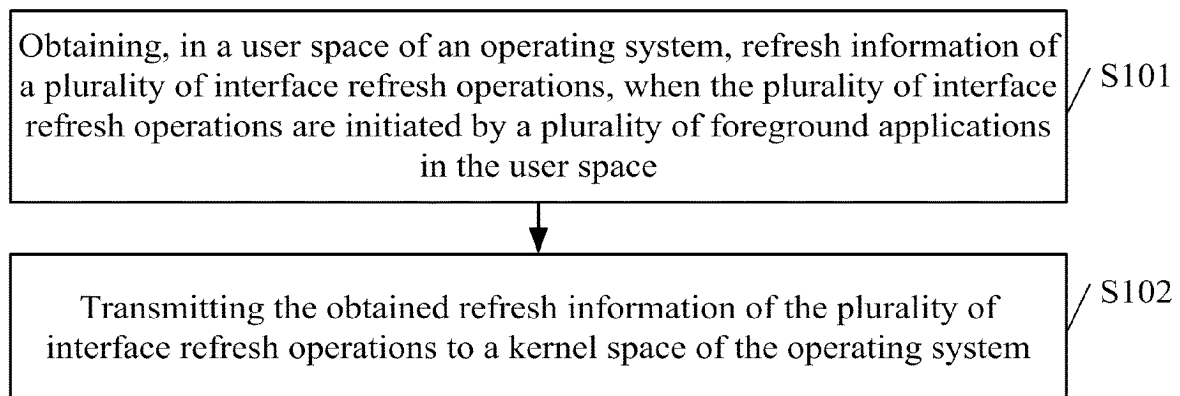 Obtaining, in a user space of an operating system, refresh information of
a plurality of interface refresh operations, when the plurality of interface
refresh operations are initiated by a plurality of foreground applications
in the user space
S101
Transmitting the obtained refresh information of the plurality of
interface refresh operations to a kernel space of the operating system
S102